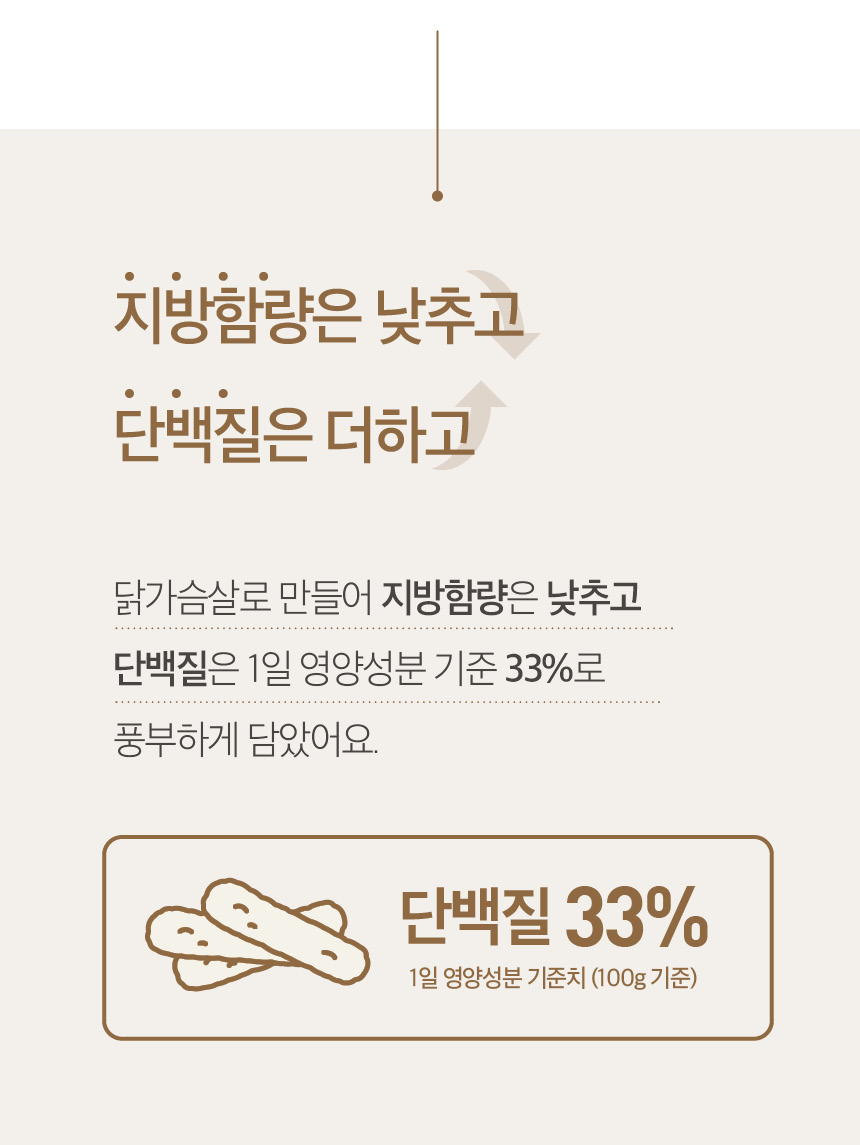 지방함량은 낮추고
단백질은 더하고
닭가슴살로 만들어 지방함량은 낮추고
단백질은 1일 영양성분 기준 33%로
풍부하게 담았어요.
단백질 33%
1일 영양성분 기준치 (100g 기준)